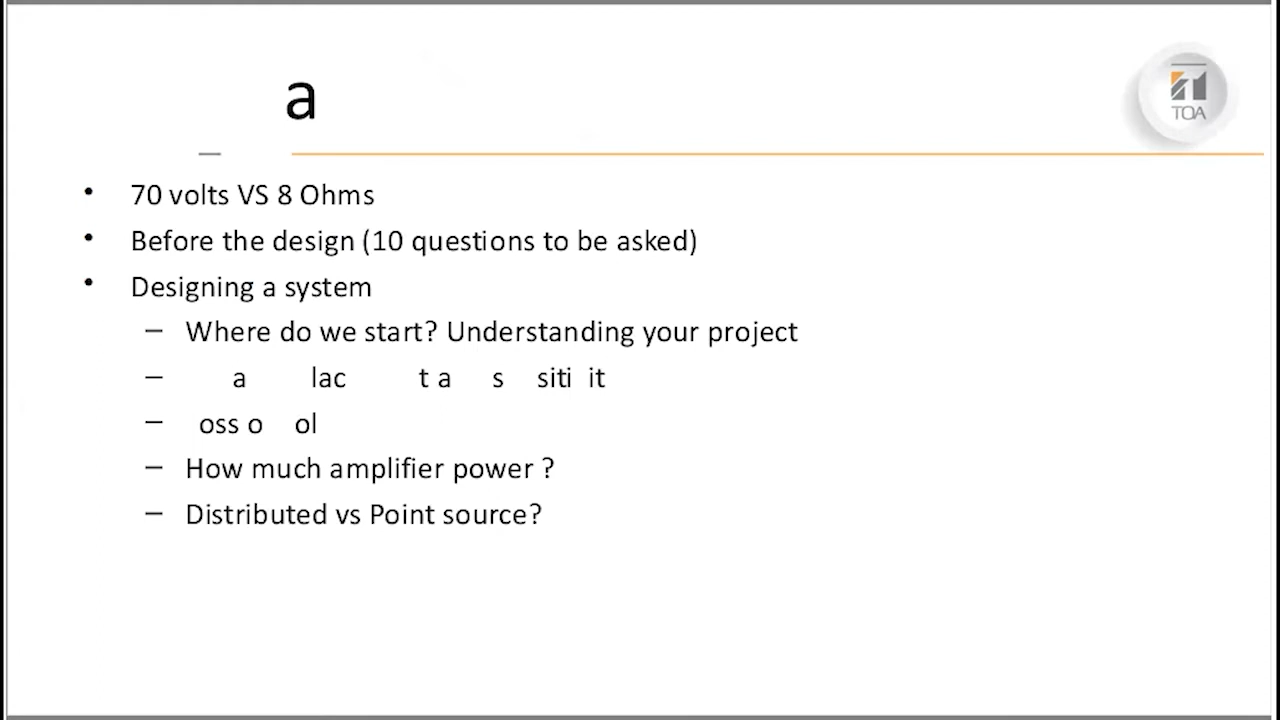 a
TOA
• 70 volts VS 8 Ohms
• Before the design (10 questions to be asked)
• Designing a system
– Where do we start? Understanding your project
– a lac t a s siti it
– oss o ol
– How much amplifier power ?
– Distributed vs Point source?